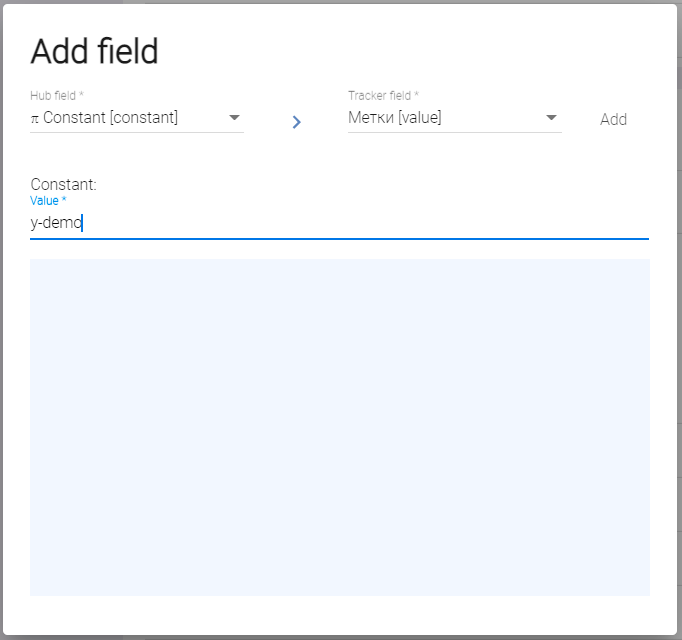 Add field
Hub field *
Tracker field *
π Constant [constant]
Метки [value]
Add
Constant:
Value *
y-demo